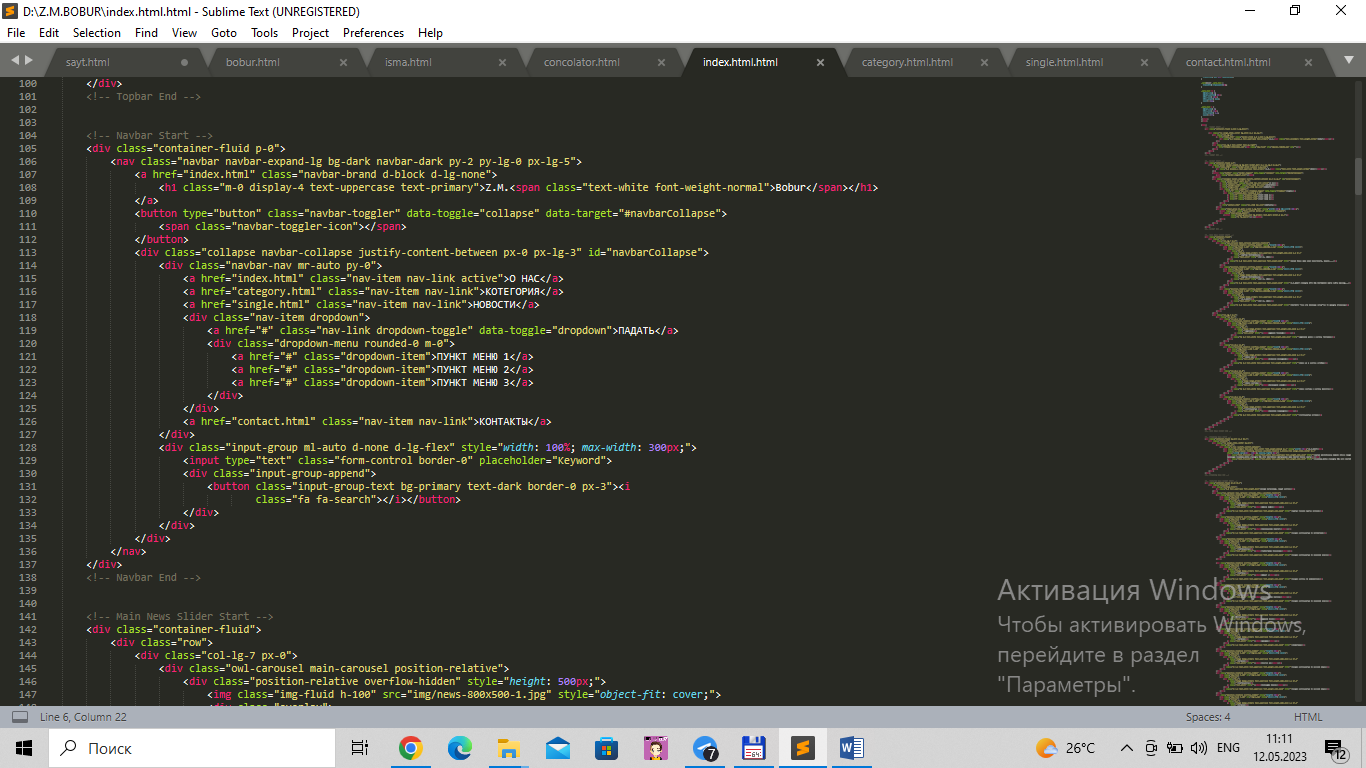 D:\Z.M.BOBUR\index.html.html - Sublime Text (UNREGISTERED)
File Edit Selection Find View Goto Tools Project Preferences Help
sayt.html bobur.html isma.html concolator.html index.html.html category.html.html single.html.html contact.html.html
100 </div>
101 <!-- Topbar End -->
102
103
104 <!-- Navbar Start -->
105 <div class="container-fluid p-0">
106 <nav class="navbar navbar-expand-lg bg-dark navbar-dark py-2 py-lg-0 px-lg-5">
107 <a href="index.html" class="navbar-brand d-block d-lg-none">
108 <h1 class="m-0 display-4 text-uppercase text-primary">Z.M.<span class="text-white font-weight-normal">Bobur</span></h1>
109 </a>
110 <button type="button" class="navbar-toggler" data-toggle="collapse" data-target="#navbarCollapse">
111 <span class="navbar-toggler-icon"></span>
112 </button>
113 <div class="collapse navbar-collapse justify-content-between px-0 px-lg-3" id="navbarCollapse">
114 <div class="navbar-nav mr-auto py-0">
115 <a href="index.html" class="nav-item nav-link active">О НАС</a>
116 <a href="category.html" class="nav-item nav-link">КОТЕГОРИЯ</a>
117 <a href="single.html" class="nav-item nav-link">НОВОСТИ</a>
118 <div class="nav-item dropdown">
119 <a href="#" class="nav-link dropdown-toggle" data-toggle="dropdown">ПАДАТЬ</a>
120 <div class="dropdown-menu rounded-0 m-0">
121 <a href="#" class="dropdown-item">ПУНКТ МЕНЮ 1</a>
122 <a href="#" class="dropdown-item">ПУНКТ МЕНЮ 2</a>
123 <a href="#" class="dropdown-item">ПУНКТ МЕНЮ 3</a>
124 </div>
125 </div>
126 <a href="contact.html" class="nav-item nav-link">КОНТАКТЫ</a>
127 </div>
128 <div class="input-group ml-auto d-none d-lg-flex" style="width: 100%; max-width: 300px;">
129 <input type="text" class="form-control border-0" placeholder="Keyword">
130 <div class="input-group-append">
131 <button class="input-group-text bg-primary text-dark border-0 px-3"><i
132 class="fa fa-search"></i></button>
133 </div>
134 </div>
135 </div>
136 </nav>
137 </div>
138 <!-- Navbar End -->
139
140
141 <!-- Main News Slider Start -->
142 <div class="container-fluid">
143 <div class="row">
144 <div class="col-lg-7 px-0">
145 <div class="owl-carousel main-carousel position-relative">
146 <div class="position-relative overflow-hidden" style="height: 500px;">
147 <img class="img-fluid h-100" src="img/news-800x500-1.jpg" style="object-fit: cover;">
Активация Windows
Чтобы активировать Windows,
перейдите в раздел
"Параметры".
Line 6, Column 22 Spaces: 4 HTML
Поиск 7 64 26°C ENG 11:11
12.05.2023 12